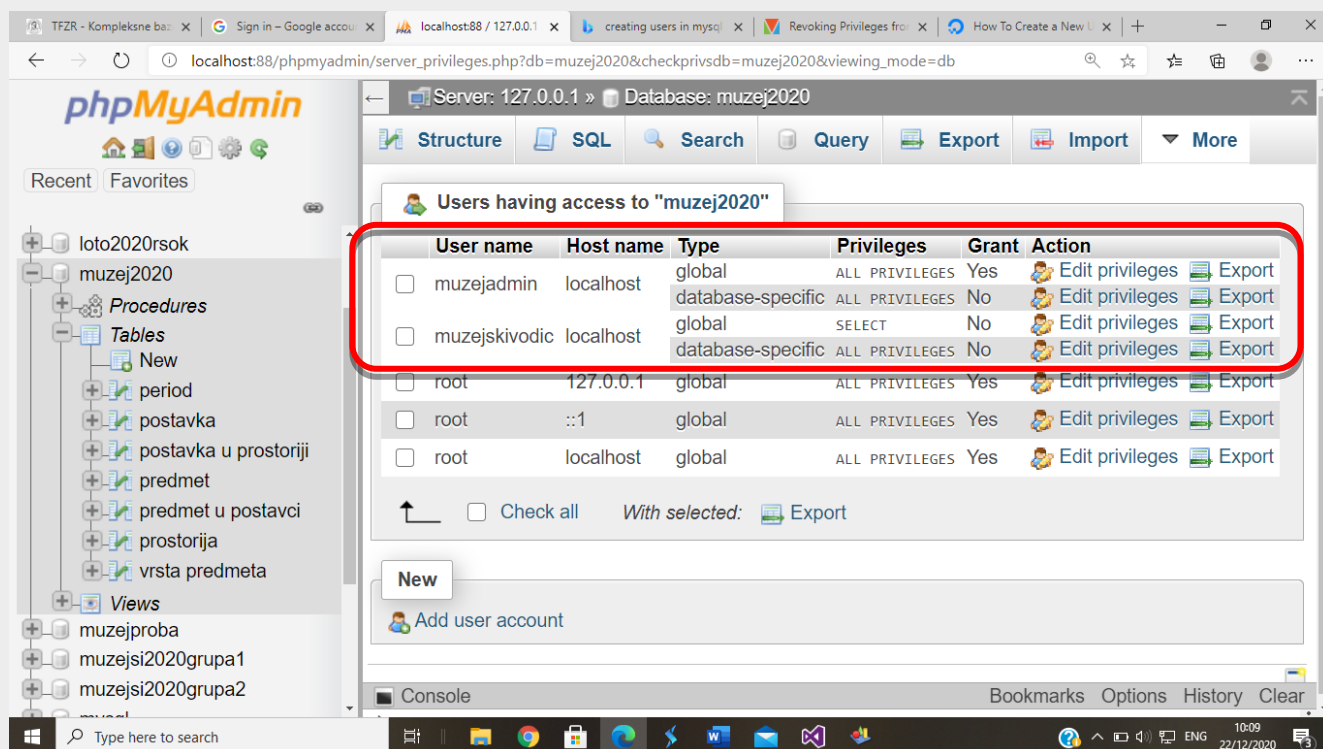 TFZR - Kompleksne baz Sign in – Google accou localhost:88 / 127.0.0.1 creating users in mysql Revoking Privileges fro How To Create a New U
localhost:88/phpmyadmin/server_privileges.php?db=muzej2020&checkprivsdb=muzej2020&viewing_mode=db
phpMyAdmin
Recent Favorites
loto2020rsok
muzej2020
Procedures
Tables
New
period
postavka
postavka u prostoriji
predmet
predmet u postavci
prostorija
vrsta predmeta
Views
muzejproba
muzejsi2020grupa1
muzejsi2020grupa2
mysql
Server: 127.0.0.1 » Database: muzej2020
Structure SQL Search Query Export Import More
Users having access to "muzej2020"
User name Host name Type Privileges Grant Action
muzejadmin localhost global ALL PRIVILEGES Yes Edit privileges Export
database-specific ALL PRIVILEGES No Edit privileges Export
muzejskivodic localhost global SELECT No Edit privileges Export
database-specific ALL PRIVILEGES No Edit privileges Export
root 127.0.0.1 global ALL PRIVILEGES Yes Edit privileges Export
root ::1 global ALL PRIVILEGES Yes Edit privileges Export
root localhost global ALL PRIVILEGES Yes Edit privileges Export
Check all With selected: Export
New
Add user account
Console Bookmarks Options History Clear
Type here to search ENG 10:09
22/12/2020